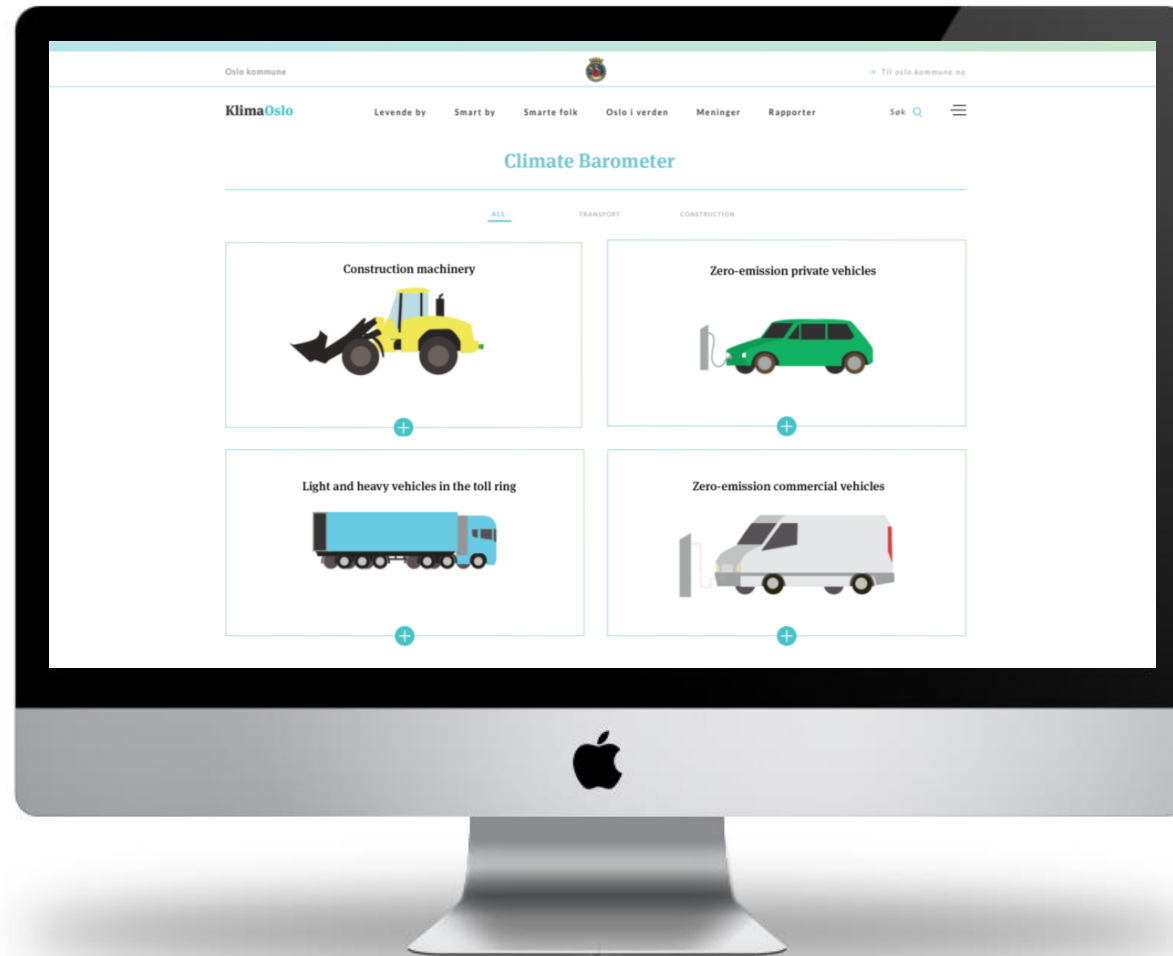 Oslo kommune
→ Til oslo.kommune.no
KlimaOslo Levende by Smart by Smarte folk Oslo i verden Meninger Rapporter Søk
Climate Barometer
ALL TRANSPORT CONSTRUCTION
Construction machinery
Zero-emission private vehicles
Light and heavy vehicles in the toll ring
Zero-emission commercial vehicles